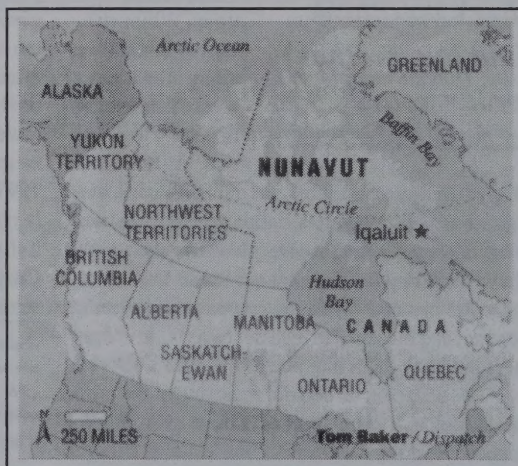 Arctic Ocean
GREENLAND
ALASKA
Baffin Bay
YUKON
TERRITORY
NUNAVUT
Arctic Circle
NORTHWEST
TERRITORIES
Iqaluit ★
BRITISH
COLUMBIA
Hudson
Bay
ALBERTA
MANITOBA
CANADA
SASKATCH-
EWAN
ONTARIO
QUEBEC
N
250 MILES
Tom Baker / Dispatch